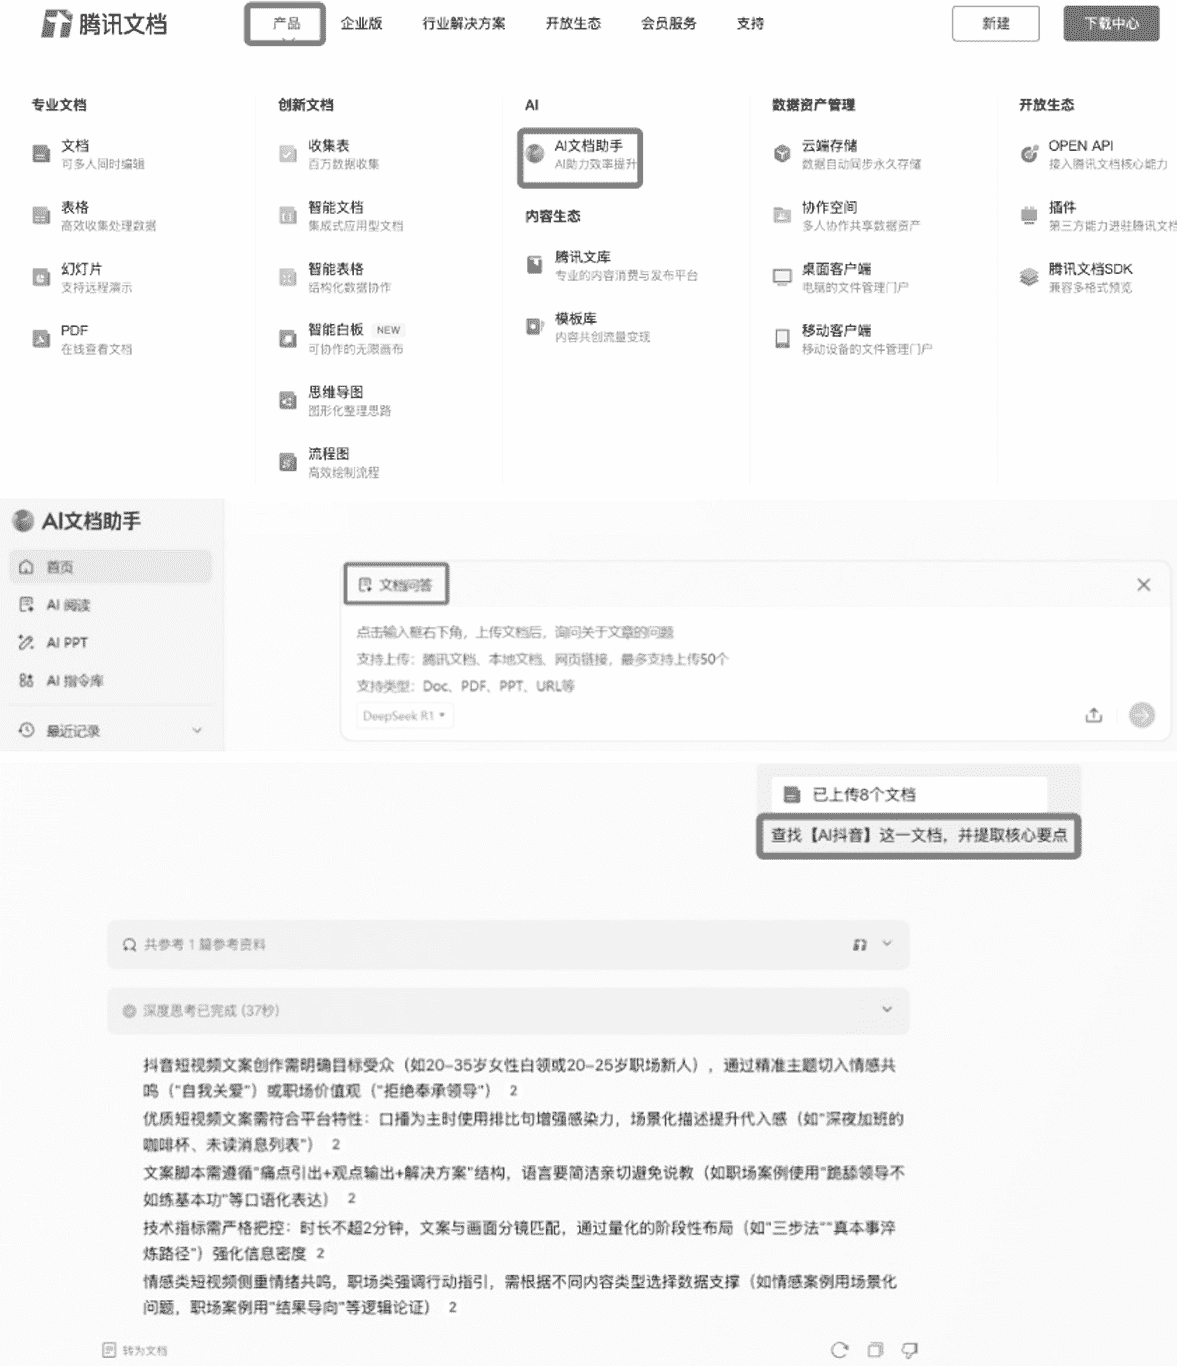 腾讯文档
产品 企业版 行业解决方案 开放生态 会员服务 支持 新建 下载中心
专业文档
文档
可多人同时编辑
表格
高效收集处理数据
幻灯片
支持远程演示
PDF
在线查看文档
创新文档
收集表
百万数据收集
智能文档
集成式应用型文档
智能表格
结构化数据协作
智能白板 NEW
可协作的无限画布
思维导图
图形化整理思路
流程图
高效绘制流程
AI
AI文档助手
AI助力效率提升
内容生态
腾讯文库
专业的内容消费与发布平台
模板库
内容共创流量变现
数据资产管理
云端存储
数据自动同步永久存储
协作空间
多人协作共享数据资产
桌面客户端
电脑的文件管理门户
移动客户端
移动设备的文件管理门户
开放生态
OPEN API
接入腾讯文档核心能力
插件
第三方能力进驻腾讯文档
腾讯文档SDK
兼容多格式预览
AI文档助手
首页
AI 阅读
AI PPT
AI 指令库
最近记录
文档问答
点击输入框右下角，上传文档后，询问关于文章的问题
支持上传：腾讯文档、本地文档、网页链接，最多支持上传50个
支持类型：Doc、PDF、PPT、URL等
DeepSeek R1
已上传8个文档
查找【AI抖音】这一文档，并提取核心要点
共参考 1 篇参考资料
深度思考已完成 (37秒)
抖音短视频文案创作需明确目标受众（如20-35岁女性白领或20-25岁职场新人），通过精准主题切入情感共
鸣（"自我关爱"）或职场价值观（"拒绝奉承领导"） 2
优质短视频文案需符合平台特性：口播为主时使用排比句增强感染力，场景化描述提升代入感（如"深夜加班的
咖啡杯、未读消息列表"） 2
文案脚本需遵循"痛点引出+观点输出+解决方案"结构，语言要简洁亲切避免说教（如职场案例使用"跪舔领导不
如练基本功"等口语化表达） 2
技术指标需严格把控：时长不超2分钟，文案与画面分镜匹配，通过量化的阶段性布局（如"三步法""真本事淬
炼路径"）强化信息密度 2
情感类短视频侧重情绪共鸣，职场类强调行动指引，需根据不同内容类型选择数据支撑（如情感案例用场景化
问题，职场案例用"结果导向"等逻辑论证） 2
转为文档